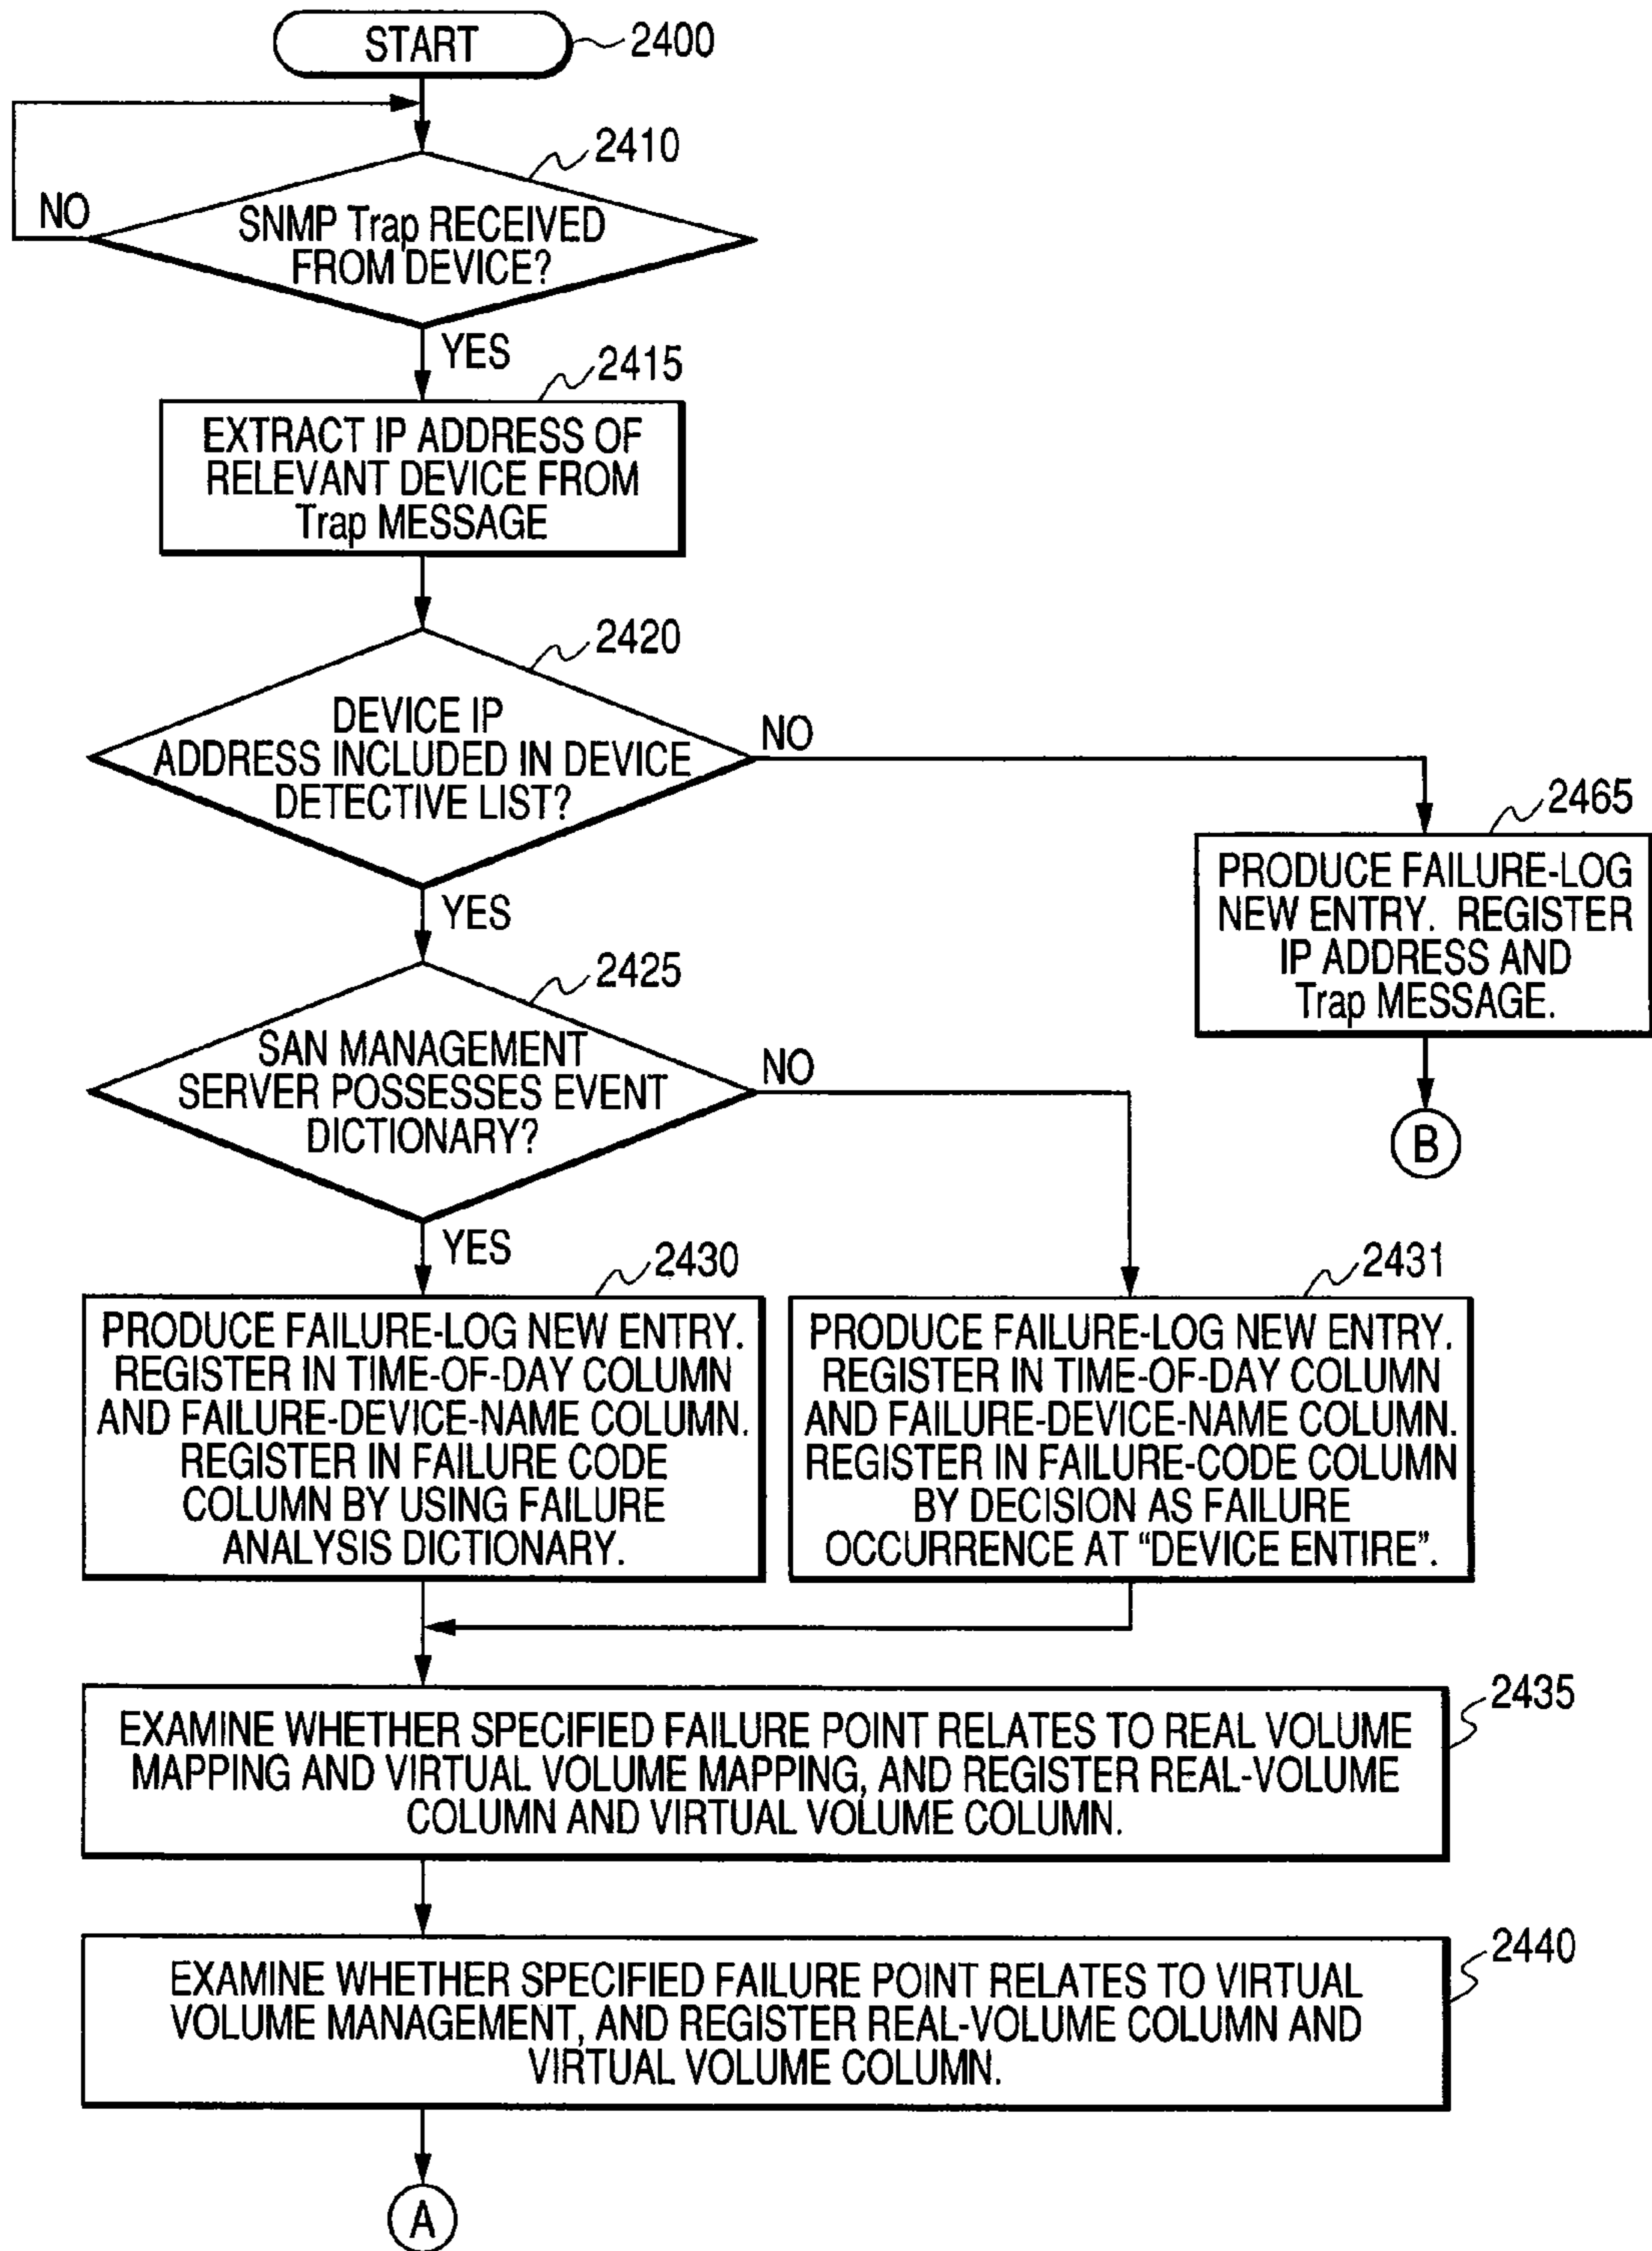 START
2400
2410
NO
SNMP Trap RECEIVED
FROM DEVICE?
YES
2415
EXTRACT IP ADDRESS OF
RELEVANT DEVICE FROM
Trap MESSAGE
2420
DEVICE IP
ADDRESS INCLUDED IN DEVICE
DETECTIVE LIST?
NO
YES
2465
PRODUCE FAILURE-LOG
NEW ENTRY. REGISTER
IP ADDRESS AND
Trap MESSAGE.
B
2425
SAN MANAGEMENT
SERVER POSSESSES EVENT
DICTIONARY?
NO
YES
2430
PRODUCE FAILURE-LOG NEW ENTRY.
REGISTER IN TIME-OF-DAY COLUMN
AND FAILURE-DEVICE-NAME COLUMN.
REGISTER IN FAILURE CODE
COLUMN BY USING FAILURE
ANALYSIS DICTIONARY.
2431
PRODUCE FAILURE-LOG NEW ENTRY.
REGISTER IN TIME-OF-DAY COLUMN
AND FAILURE-DEVICE-NAME COLUMN.
REGISTER IN FAILURE-CODE COLUMN
BY DECISION AS FAILURE
OCCURRENCE AT “DEVICE ENTIRE”.
2435
EXAMINE WHETHER SPECIFIED FAILURE POINT RELATES TO REAL VOLUME
MAPPING AND VIRTUAL VOLUME MAPPING, AND REGISTER REAL-VOLUME
COLUMN AND VIRTUAL VOLUME COLUMN.
2440
EXAMINE WHETHER SPECIFIED FAILURE POINT RELATES TO VIRTUAL
VOLUME MANAGEMENT, AND REGISTER REAL-VOLUME COLUMN AND
VIRTUAL VOLUME COLUMN.
A